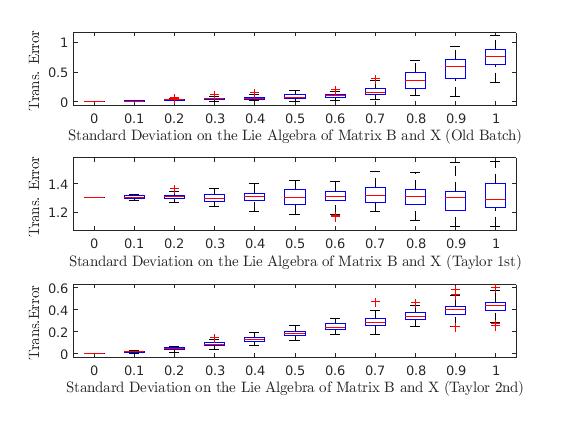 Trans. Error
1
0.5
0
0 0.1 0.2 0.3 0.4 0.5 0.6 0.7 0.8 0.9 1
Standard Deviation on the Lie Algebra of Matrix B and X (Old Batch)
Trans. Error
1.4
1.2
0 0.1 0.2 0.3 0.4 0.5 0.6 0.7 0.8 0.9 1
Standard Deviation on the Lie Algebra of Matrix B and X (Taylor 1st)
Trans.Error
0.6
0.4
0.2
0
0 0.1 0.2 0.3 0.4 0.5 0.6 0.7 0.8 0.9 1
Standard Deviation on the Lie Algebra of Matrix B and X (Taylor 2nd)